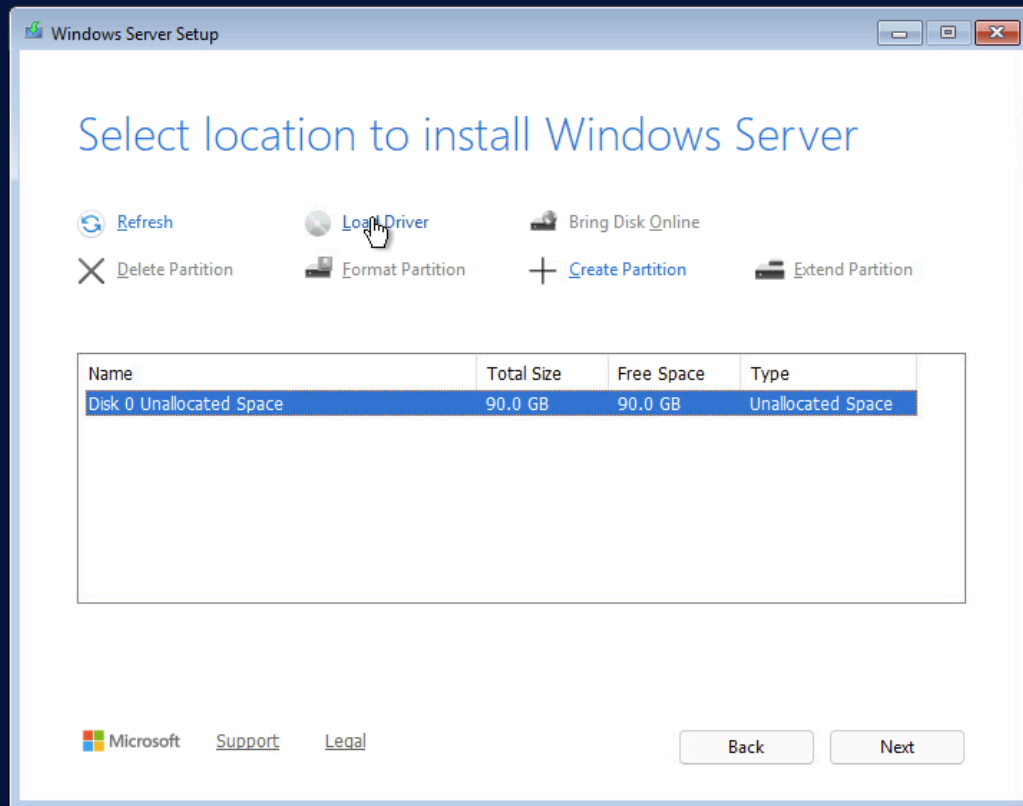 Windows Server Setup
Select location to install Windows Server
Refresh Load Driver Bring Disk Online
Delete Partition Format Partition Create Partition Extend Partition
Name Total Size Free Space Type
Disk 0 Unallocated Space 90.0 GB 90.0 GB Unallocated Space
Microsoft Support Legal Back Next